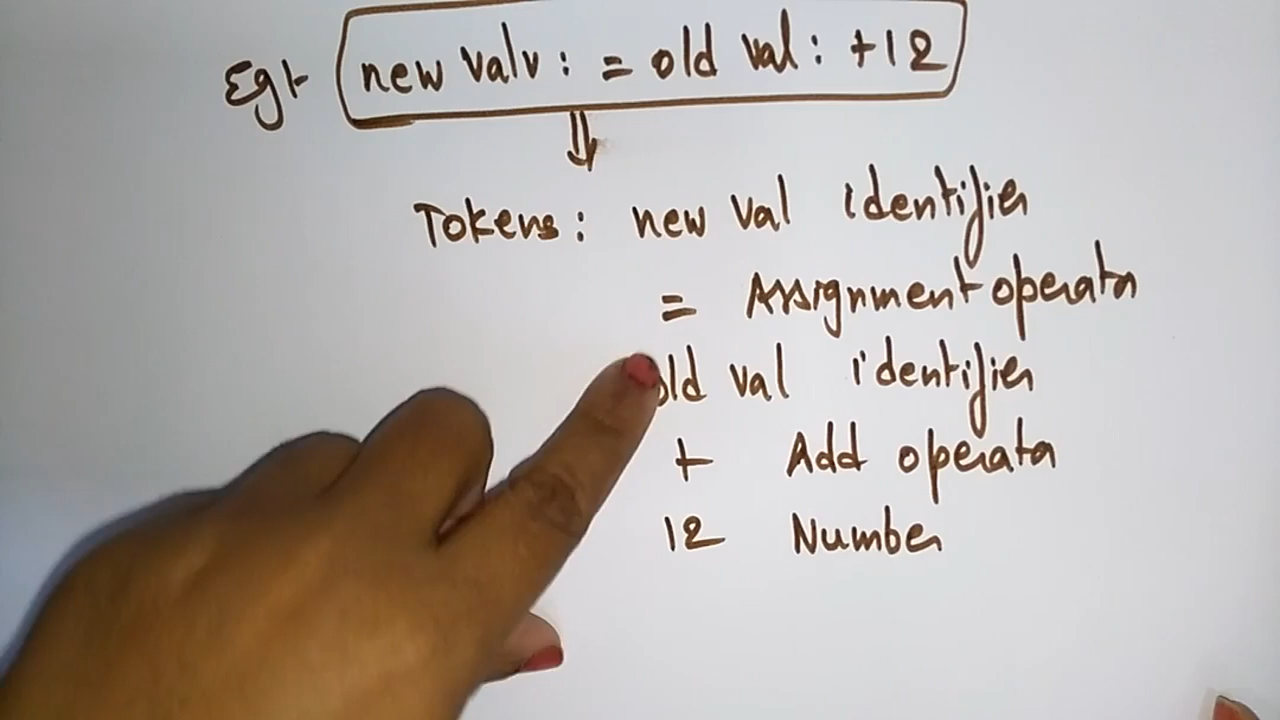 Eg:- new valv : = old val : +12
Tokens : new val identifier
= Assignment operator
old val identifier
+ Add operator
12 Number